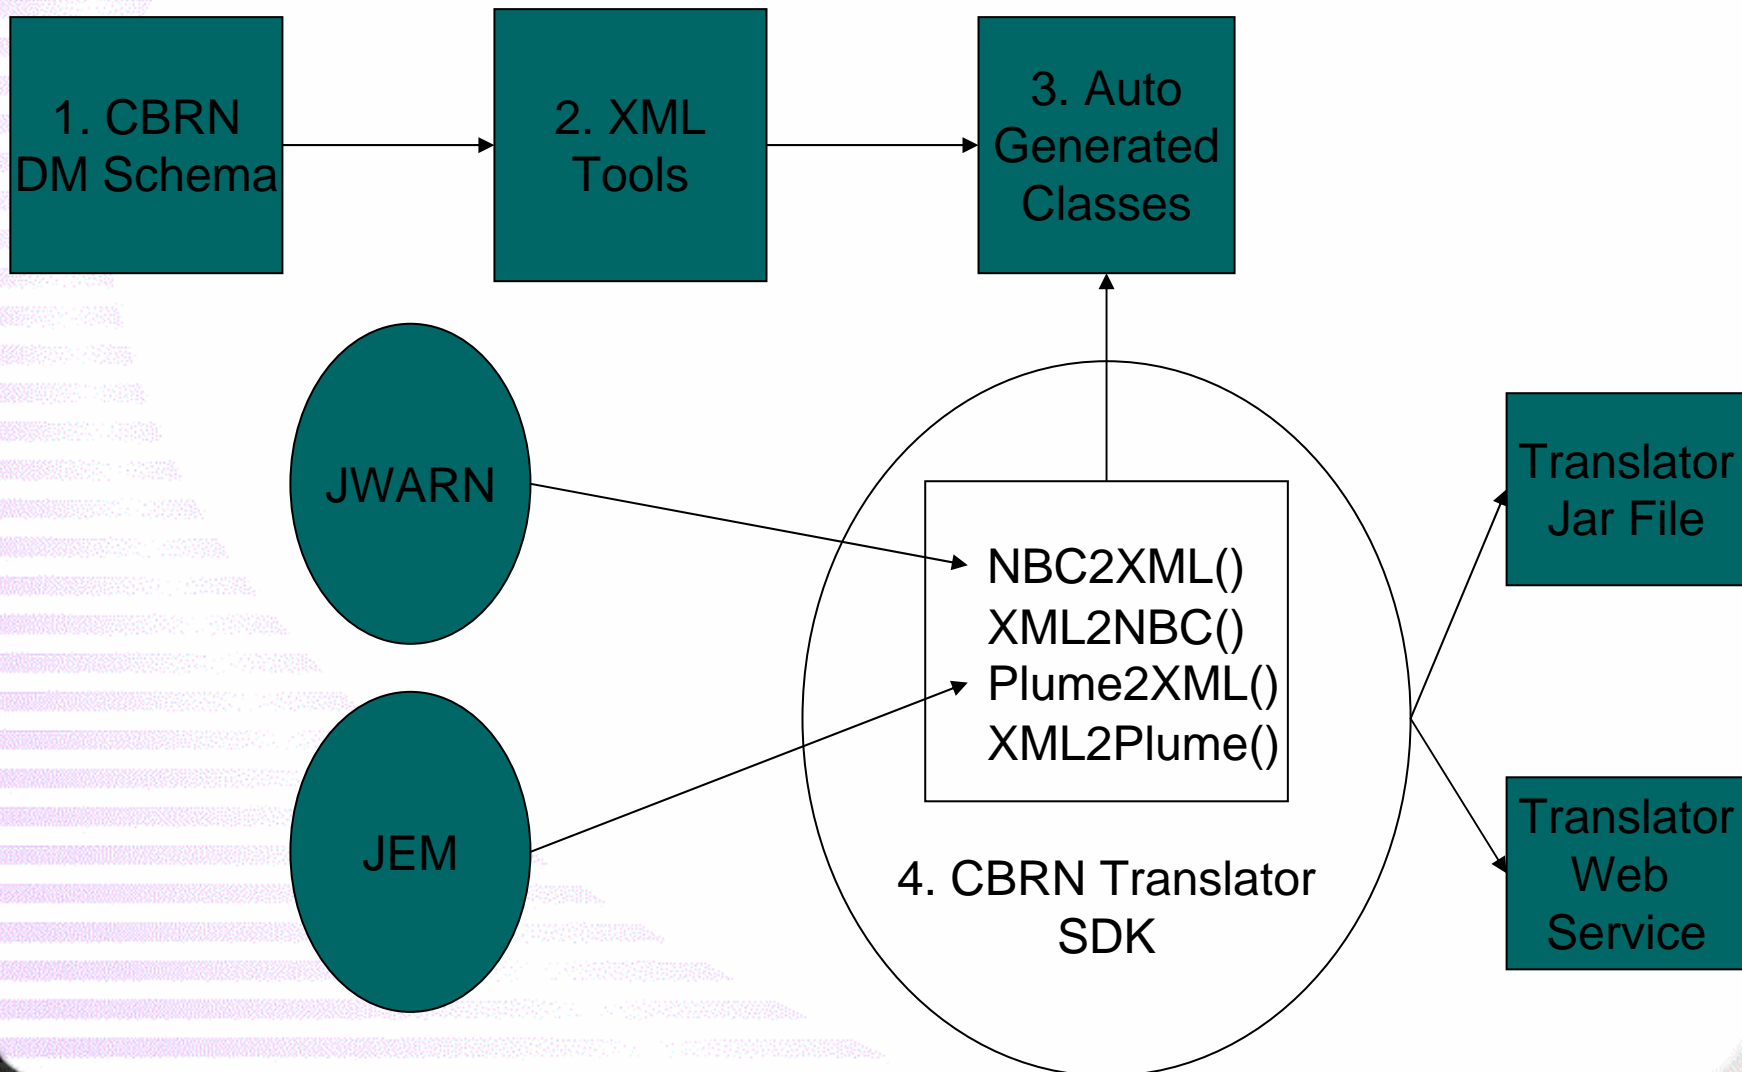 1. CBRN
DM Schema
2. XML
Tools
3. Auto
Generated
Classes
JWARN
JEM
NBC2XML()
XML2NBC()
Plume2XML()
XML2Plume()
4. CBRN Translator
SDK
Translator
Jar File
Translator
Web
Service